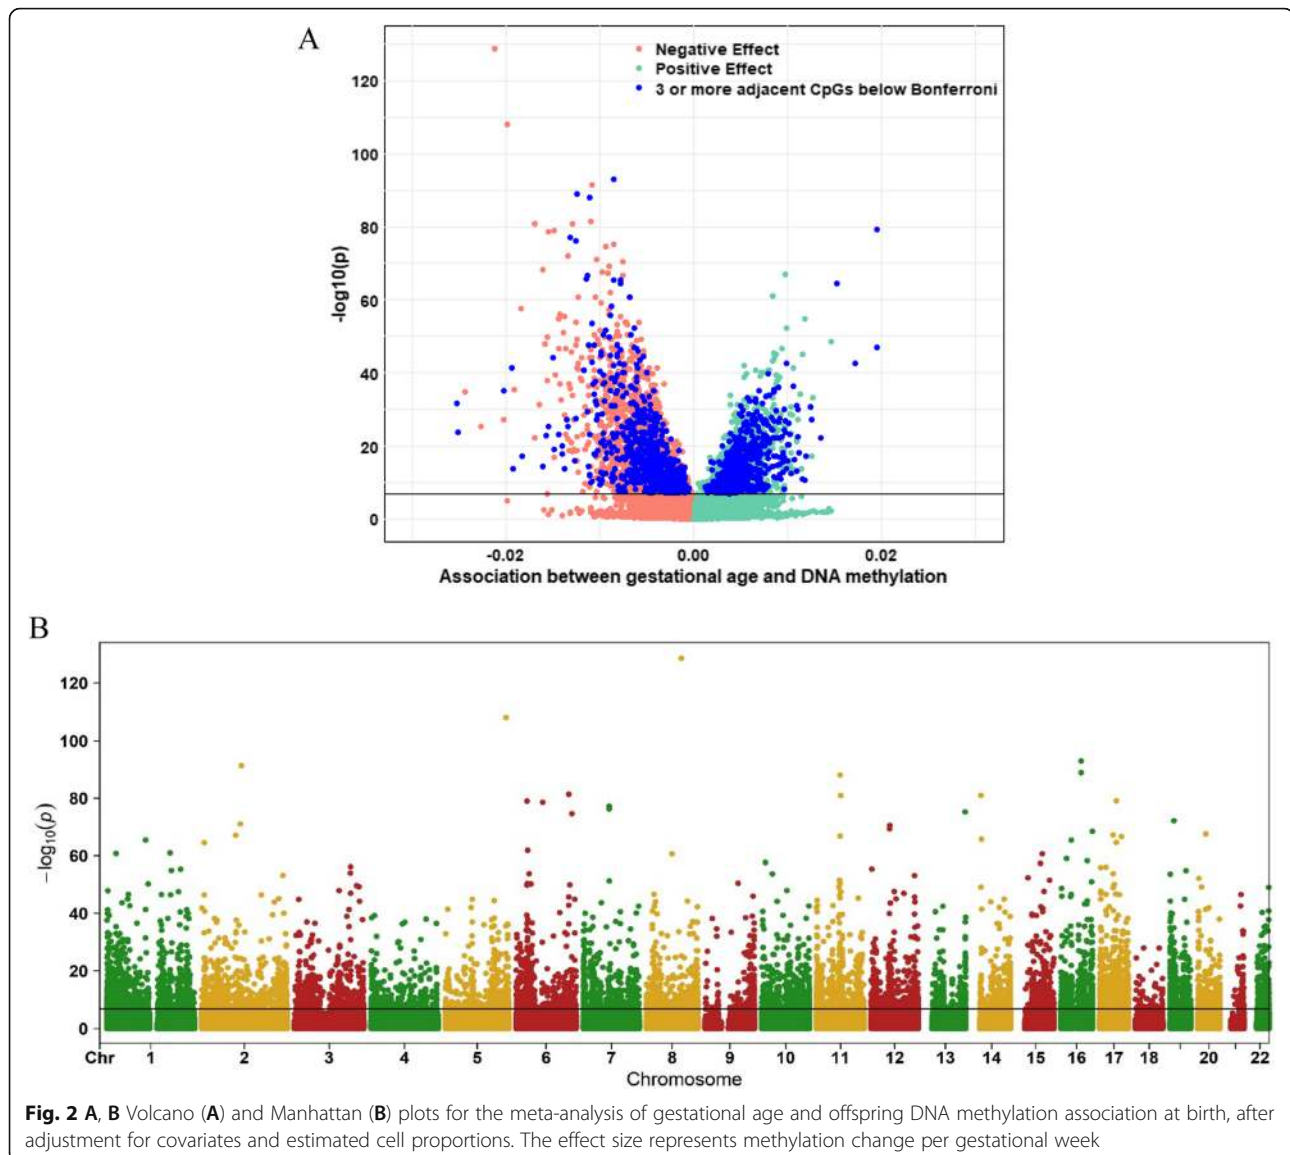 A
Negative Effect
Positive Effect
3 or more adjacent CpGs below Bonferroni
120
100
80
60
40
20
0
-log10(p)
-0.02 0.00 0.02
Association between gestational age and DNA methylation
B
120
100
80
60
40
20
0
−log10(p)
Chr 1 2 3 4 5 6 7 8 9 10 11 12 13 14 15 16 17 18 20 22
Chromosome
Fig. 2 A, B Volcano (A) and Manhattan (B) plots for the meta-analysis of gestational age and offspring DNA methylation association at birth, after
adjustment for covariates and estimated cell proportions. The effect size represents methylation change per gestational week